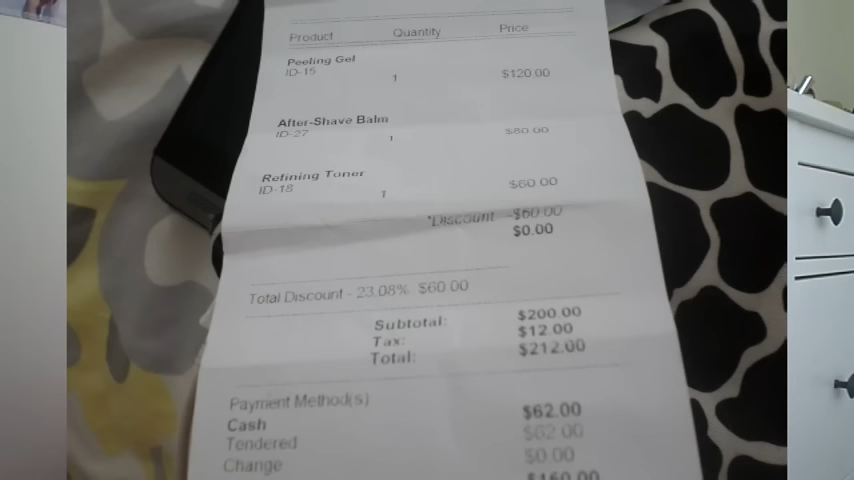 Product Quantity Price
Peeling Gel
ID-15 1 $120.00
After-Shave Balm
ID-27 1 $80.00
Refining Toner
ID-18 1 $60.00
*Discount -$60.00
$0.00
Total Discount - 23.08% $60.00
Subtotal: $200.00
Tax: $12.00
Total: $212.00
Payment Method(s)
Cash $62.00
Tendered $62.00
Change $0.00